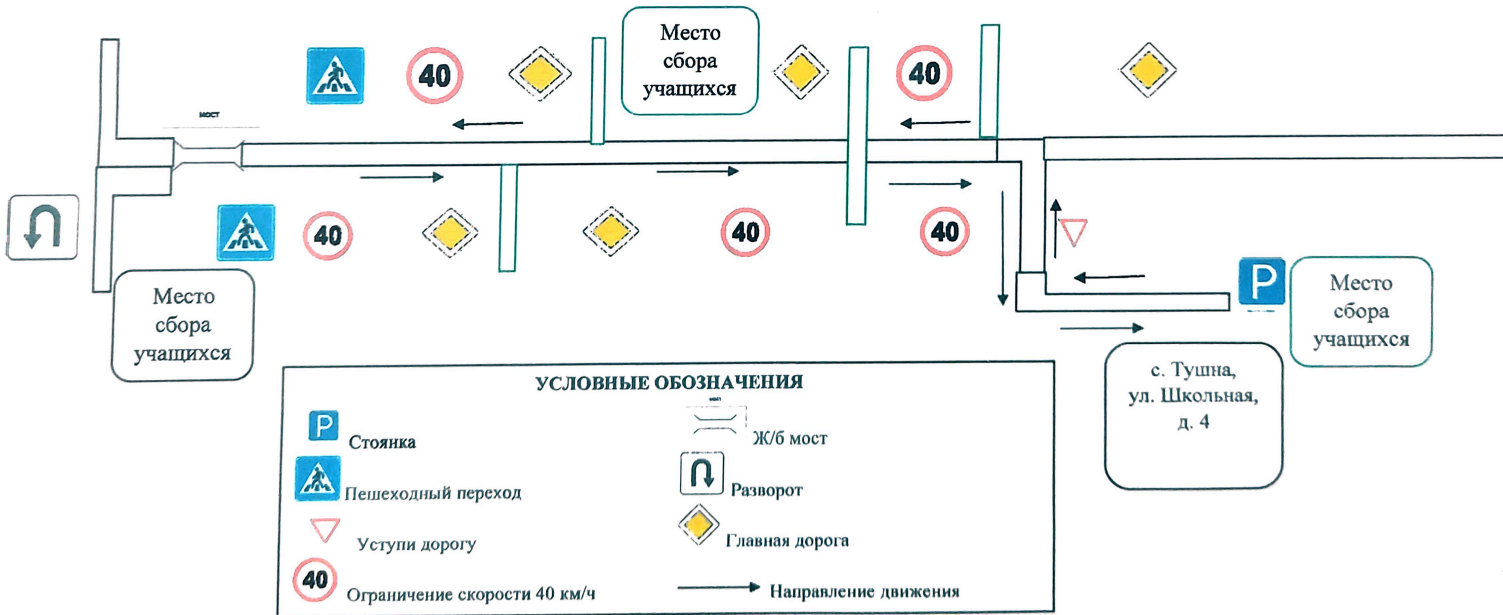 Место
сбора
учащихся
40
40
мост
40
40
40
Место
сбора
учащихся
P
Место
сбора
учащихся
с. Тушна,
ул. Школьная,
д. 4
УСЛОВНЫЕ ОБОЗНАЧЕНИЯ
P Стоянка
Ж/б мост
Пешеходный переход
Разворот
Уступи дорогу
Главная дорога
40 Ограничение скорости 40 км/ч
Направление движения